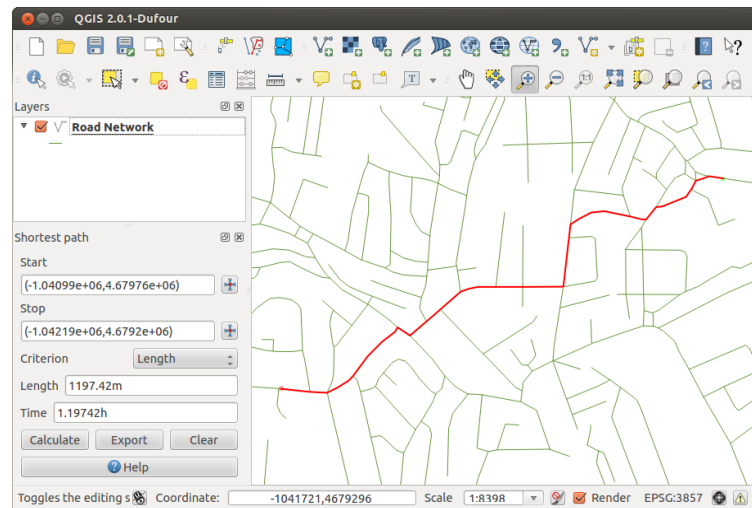 QGIS 2.0.1-Dufour
Layers
Road Network
Shortest path
Start
(-1.04099e+06,4.67976e+06)
Stop
(-1.04219e+06,4.6792e+06)
Criterion Length
Length 1197.42m
Time 1.19742h
Calculate Export Clear
Help
Toggles the editing s Coordinate: -1041721,4679296 Scale 1:8398 Render EPSG:3857